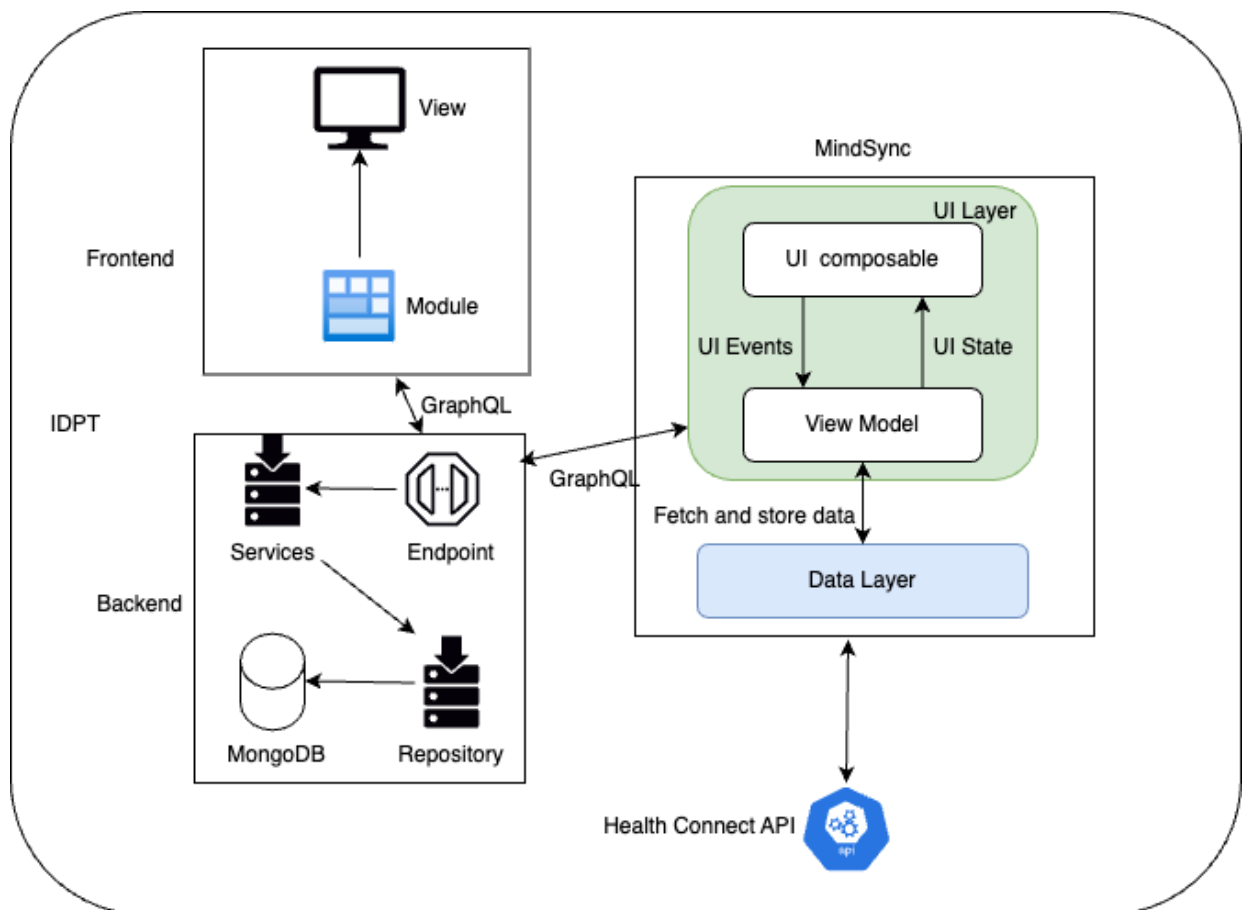 View
MindSync
UI Layer
Frontend
UI composable
Module
UI Events
UI State
GraphQL
IDPT
View Model
GraphQL
Fetch and store data
Services
Endpoint
Data Layer
Backend
MongoDB
Repository
Health Connect API
api